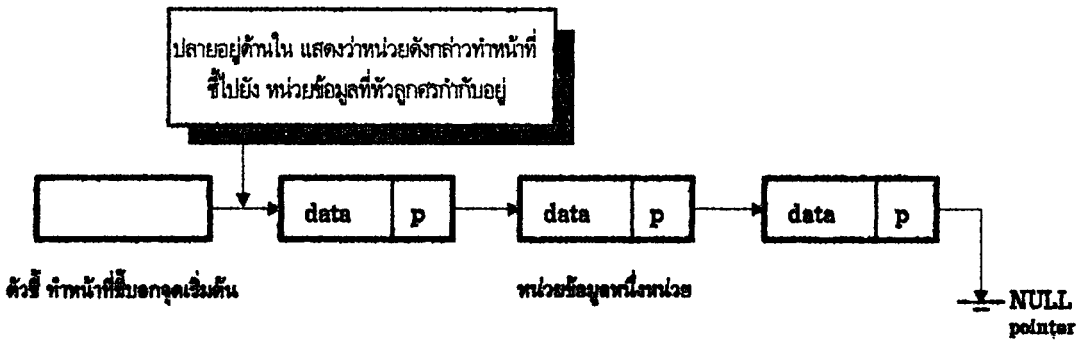 ปลายอยู่ด้านใน แสดงว่าหน่วยดังกล่าวทำหน้าที่
ชี้ไปยัง หน่วยข้อมูลที่หัวลูกศรกำกับอยู่
data p data p data p
ตัวชี้ ทำหน้าที่ชี้บอกจุดเริ่มต้น หน่วยข้อมูลหนึ่งหน่วย
NULL
pointer